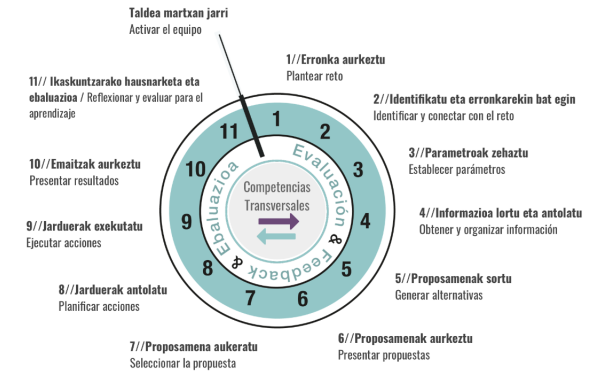 Taldea martxan jarri
Activar el equipo
1//Erronka aurkeztu
Plantear reto
2//Identifikatu eta erronkarekin bat egin
Identificar y conectar con el reto
3//Parametroak zehaztu
Establecer parámetros
4//Informazioa lortu eta antolatu
Obtener y organizar información
5//Proposamenak sortu
Generar alternativas
6//Proposamenak aurkeztu
Presentar propuestas
7//Proposamena aukeratu
Seleccionar la propuesta
8//Jarduerak antolatu
Planificar acciones
9//Jarduerak exekutatu
Ejecutar acciones
10//Emaitzak aurkeztu
Presentar resultados
11// Ikaskuntzarako hausnarketa eta
ebaluazioa / Reflexionar y evaluar para el
aprendizaje
1
2
3
4
5
6
7
8
9
10
11
Evaluación & Feedback & Ebaluazioa
Competencias
Transversales